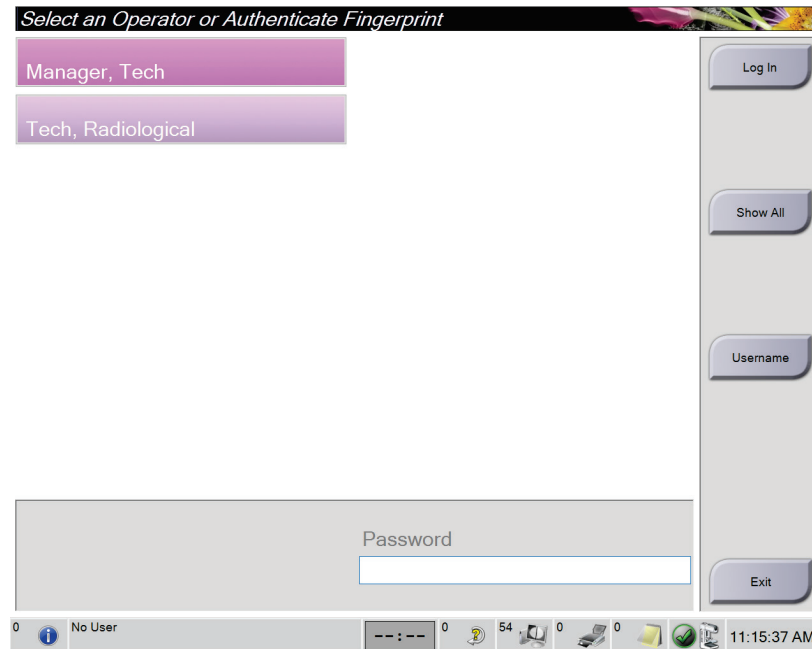 Select an Operator or Authenticate Fingerprint
Manager, Tech
Tech, Radiological
Log In
Show All
Username
Password
Exit
0
No User
--:--
0
54
0
0
11:15:37 AM